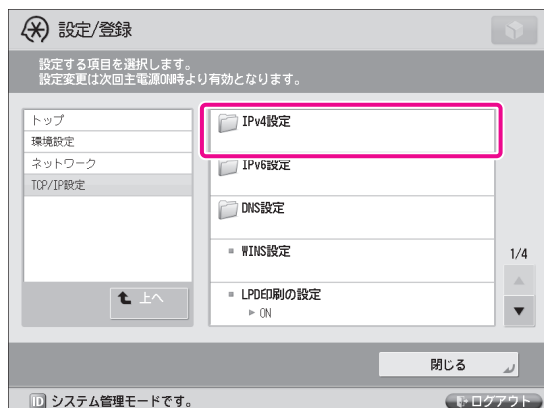 設定/登録
設定する項目を選択します。
設定変更は次回主電源ON時より有効となります。
トップ
環境設定
ネットワーク
TCP/IP設定
上へ
IPv4設定
IPv6設定
DNS設定
WINS設定
LPD印刷の設定
▶ ON
1/4
閉じる
ID システム管理モードです。
ログアウト